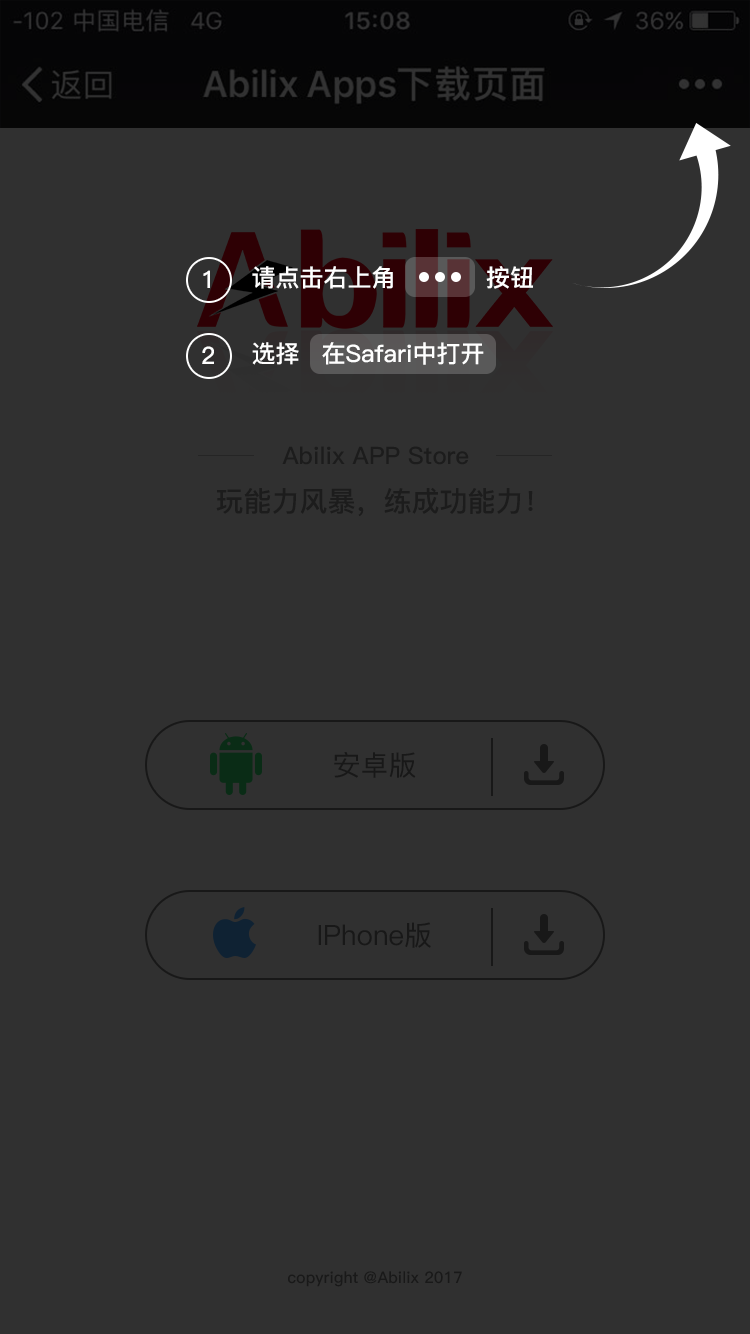 -102 中国电信 4G 15:08 36%
返回 Abilix Apps下载页面 •••
Abilix
1 请点击右上角 ••• 按钮
2 选择 在Safari中打开
Abilix APP Store
玩能力风暴，练成功能力！
安卓版
IPhone版
copyright @Abilix 2017